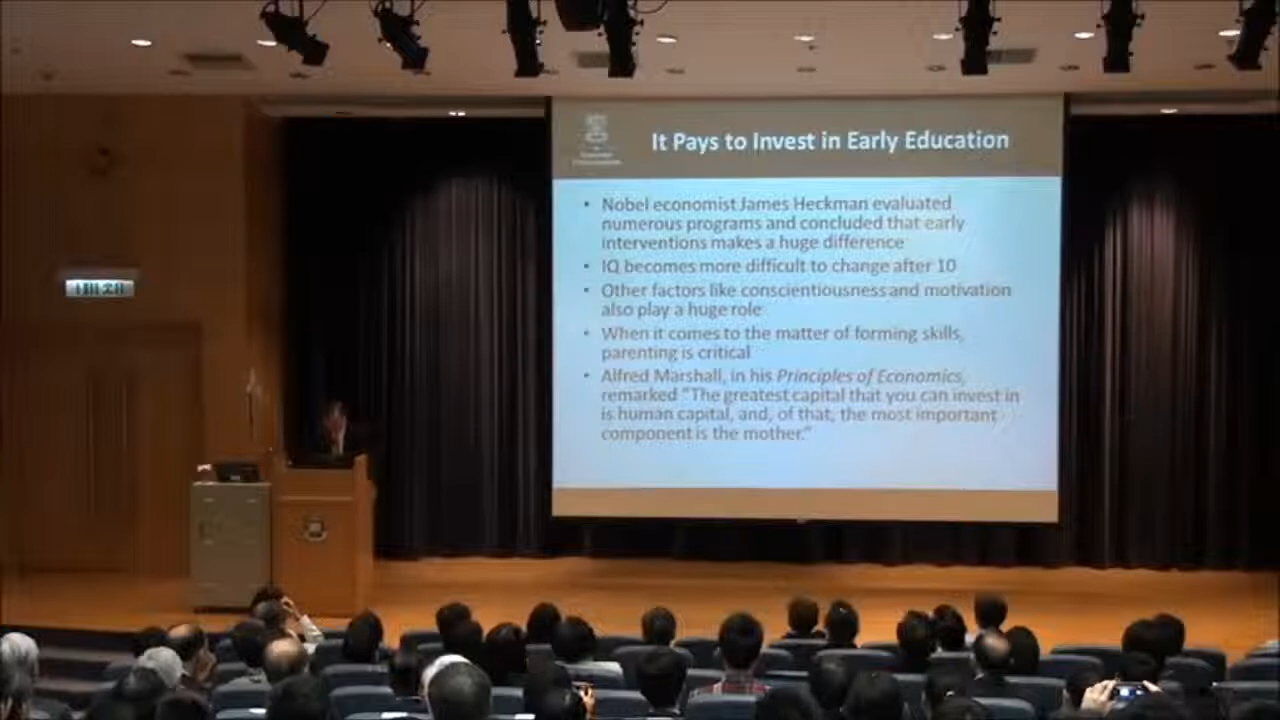 It Pays to Invest in Early Education
• Nobel economist James Heckman evaluated
numerous programs and concluded that early
interventions makes a huge difference
• IQ becomes more difficult to change after 10
• Other factors like conscientiousness and motivation
also play a huge role
• When it comes to the matter of forming skills,
parenting is critical
• Alfred Marshall, in his Principles of Economics,
remarked “The greatest capital that you can invest in
is human capital, and, of that, the most important
component is the mother.”